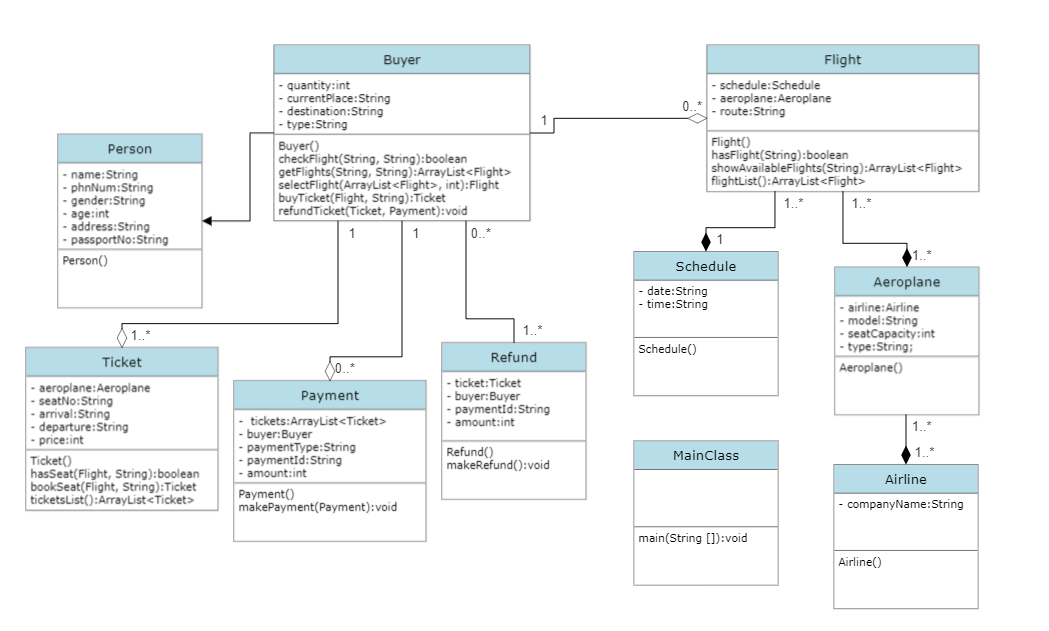 Buyer
- quantity:int
- currentPlace:String
- destination:String
- type:String
Buyer()
checkFlight(String, String):boolean
getFlights(String, String):ArrayList<Flight>
selectFlight(ArrayList<Flight>, int):Flight
buyTicket(Flight, String):Ticket
refundTicket(Ticket, Payment):void
1
0..*
Flight
- schedule:Schedule
- aeroplane:Aeroplane
- route:String
Flight()
hasFlight(String):boolean
showAvailableFlights(String):ArrayList<Flight>
flightList():ArrayList<Flight>
Person
- name:String
- phnNum:String
- gender:String
- age:int
- address:String
- passportNo:String
Person()
1
1
0..*
1..*
1..*
1
1..*
Schedule
- date:String
- time:String
Schedule()
Aeroplane
- airline:Airline
- model:String
- seatCapacity:int
- type:String;
Aeroplane()
1..*
0..*
1..*
Ticket
- aeroplane:Aeroplane
- seatNo:String
- arrival:String
- departure:String
- price:int
Ticket()
hasSeat(Flight, String):boolean
bookSeat(Flight, String):Ticket
ticketsList():ArrayList<Ticket>
Payment
- tickets:ArrayList<Ticket>
- buyer:Buyer
- paymentType:String
- paymentId:String
- amount:int
Payment()
makePayment(Payment):void
Refund
- ticket:Ticket
- buyer:Buyer
- paymentId:String
- amount:int
Refund()
makeRefund():void
MainClass
main(String []):void
1..*
1..*
Airline
- companyName:String
Airline()